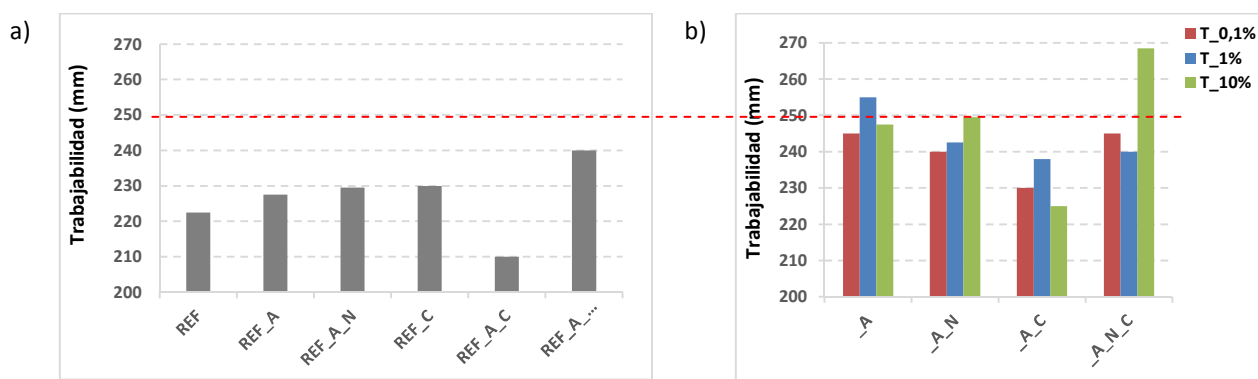 a)
Trabajabilidad (mm)
270
260
250
240
230
220
210
200
REF
REF_A
REF_A_N
REF_C
REF_A_C
REF_A_...
b)
Trabajabilidad (mm)
270
260
250
240
230
220
210
200
_A
_A_N
_A_C
_A_N_C
T_0,1%
T_1%
T_10%